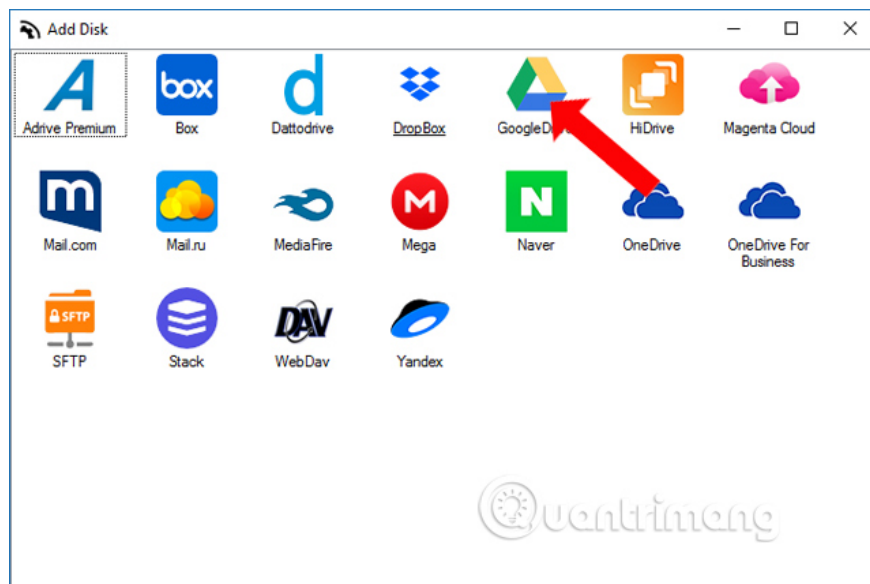 Add Disk
A
box
d
Adrive Premium
Box
Dattodrive
DropBox
GoogleD
HiDrive
Magenta Cloud
m
M
N
Mail.com
Mail.ru
MediaFire
Mega
Naver
OneDrive
OneDrive For
Business
SFTP
DAV
SFTP
Stack
WebDav
Yandex
Quantrimang